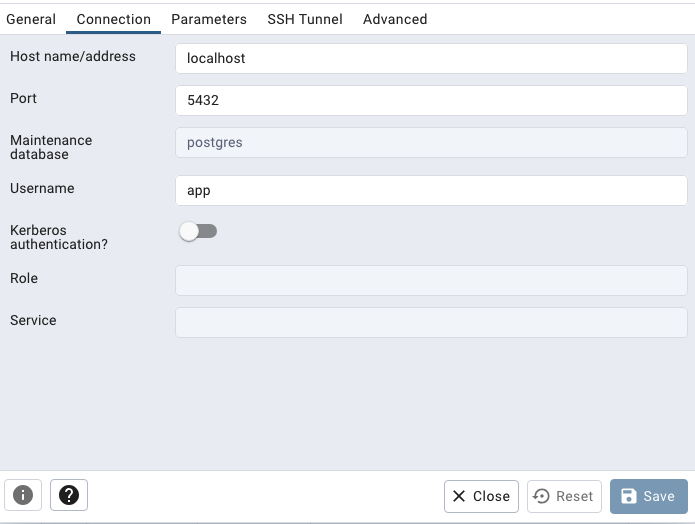 General Connection Parameters SSH Tunnel Advanced
Host name/address localhost
Port 5432
Maintenance
database postgres
Username app
Kerberos
authentication?
Role
Service
Close Reset Save